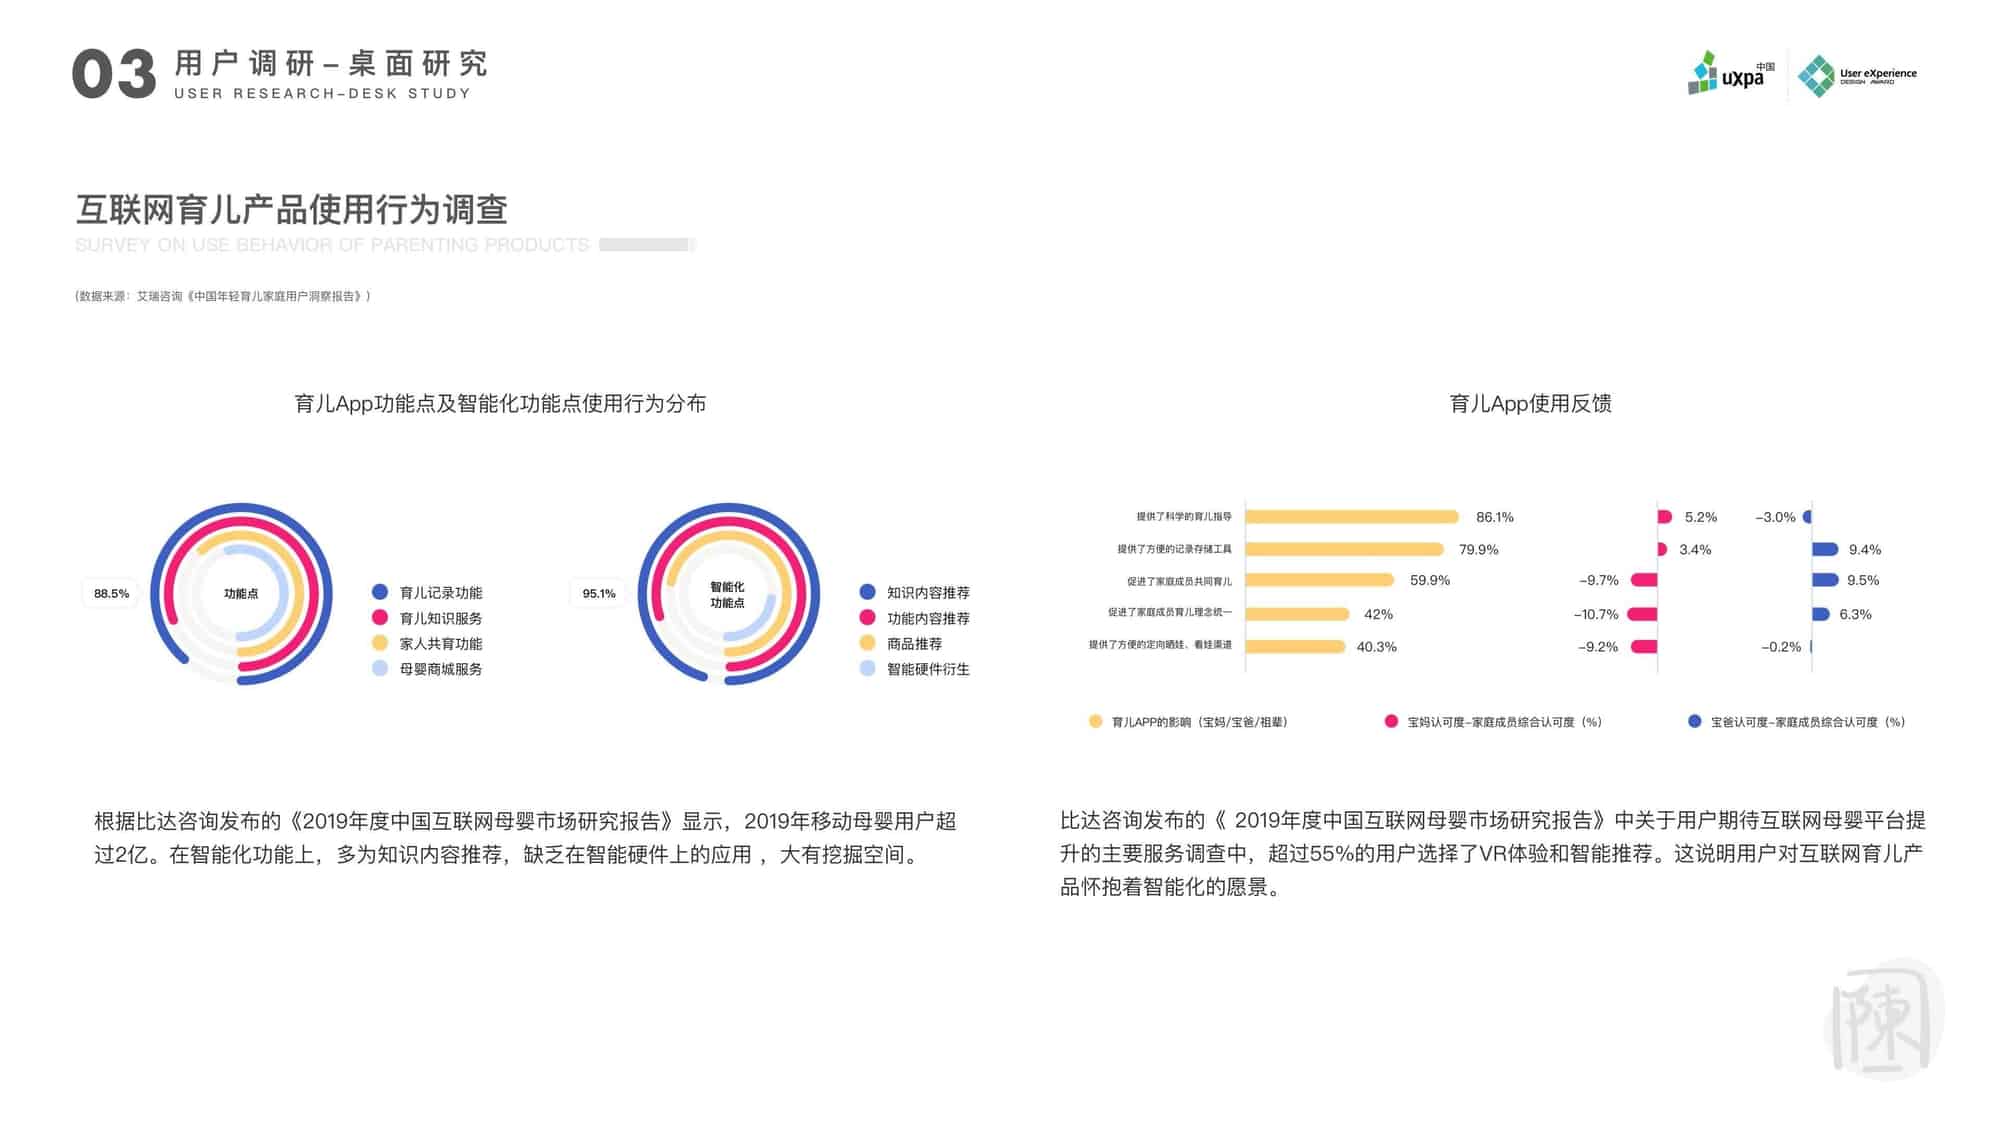 03
用户调研–桌面研究
USER RESEARCH–DESK STUDY
uxpa中国
User eXperience
DESIGN AWARD
互联网育儿产品使用行为调查
SURVEY ON USE BEHAVIOR OF PARENTING PRODUCTS
(数据来源：艾瑞咨询《中国年轻育儿家庭用户洞察报告》)
育儿App功能点及智能化功能点使用行为分布
88.5%
功能点
育儿记录功能
育儿知识服务
家人共育功能
母婴商城服务
95.1%
智能化
功能点
知识内容推荐
功能内容推荐
商品推荐
智能硬件衍生
育儿App使用反馈
提供了科学的育儿指导 86.1% 5.2% –3.0%
提供了方便的记录存储工具 79.9% 3.4% 9.4%
促进了家庭成员共同育儿 59.9% –9.7% 9.5%
促进了家庭成员育儿理念统一 42% –10.7% 6.3%
提供了方便的定向晒娃、看娃渠道 40.3% –9.2% –0.2%
育儿APP的影响（宝妈/宝爸/祖辈） 宝妈认可度–家庭成员综合认可度（%） 宝爸认可度–家庭成员综合认可度（%）
根据比达咨询发布的《2019年度中国互联网母婴市场研究报告》显示，2019年移动母婴用户超
过2亿。在智能化功能上，多为知识内容推荐，缺乏在智能硬件上的应用 ，大有挖掘空间。
比达咨询发布的《 2019年度中国互联网母婴市场研究报告》中关于用户期待互联网母婴平台提
升的主要服务调查中，超过55%的用户选择了VR体验和智能推荐。这说明用户对互联网育儿产
品怀抱着智能化的愿景。
陳